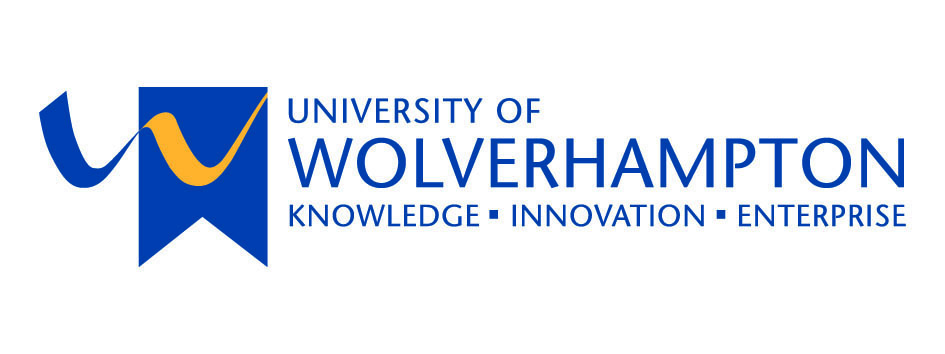 UNIVERSITY OF
WOLVERHAMPTON
KNOWLEDGE ▪ INNOVATION ▪ ENTERPRISE